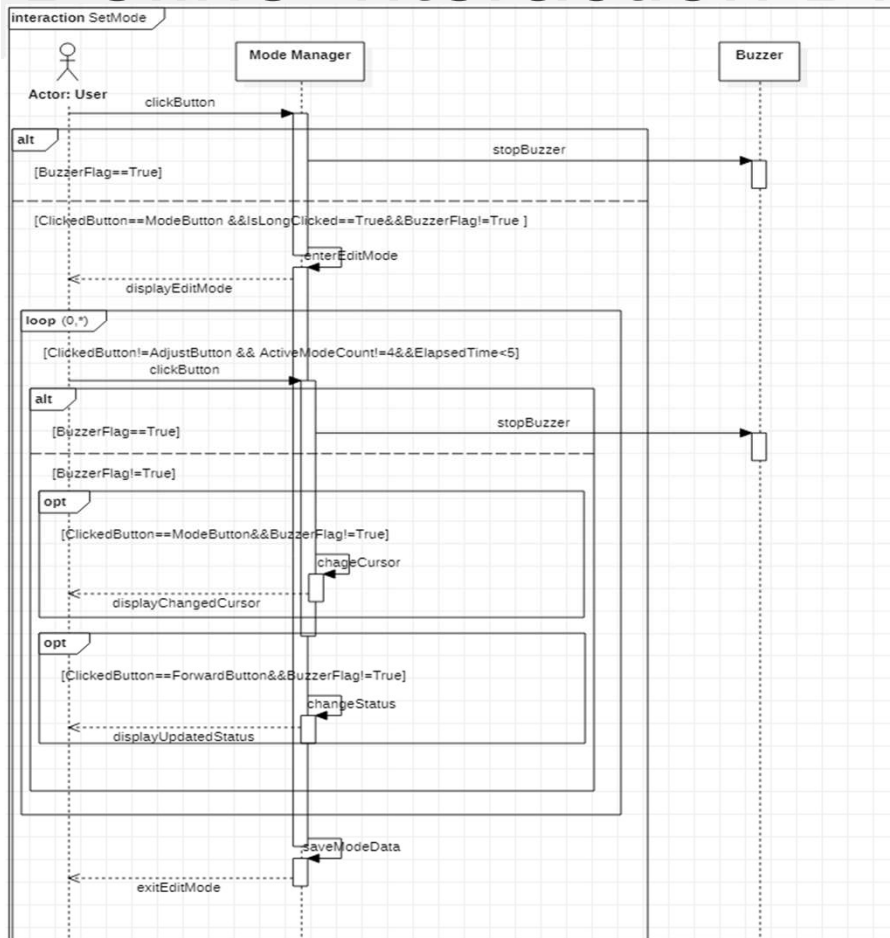 interaction SetMode
Mode Manager
Buzzer
Actor: User
clickButton
alt
stopBuzzer
[BuzzerFlag==True]
[ClickedButton==ModeButton &&IsLongClicked==True&&BuzzerFlag!=True ]
enterEditMode
displayEditMode
loop (0,*)
[ClickedButton!=AdjustButton && ActiveModeCount!=4&&ElapsedTime<5]
clickButton
alt
stopBuzzer
[BuzzerFlag==True]
[BuzzerFlag!=True]
opt
[ClickedButton==ModeButton&&BuzzerFlag!=True]
chageCursor
displayChangedCursor
opt
[ClickedButton==ForwardButton&&BuzzerFlag!=True]
changeStatus
displayUpdatedStatus
saveModeData
exitEditMode